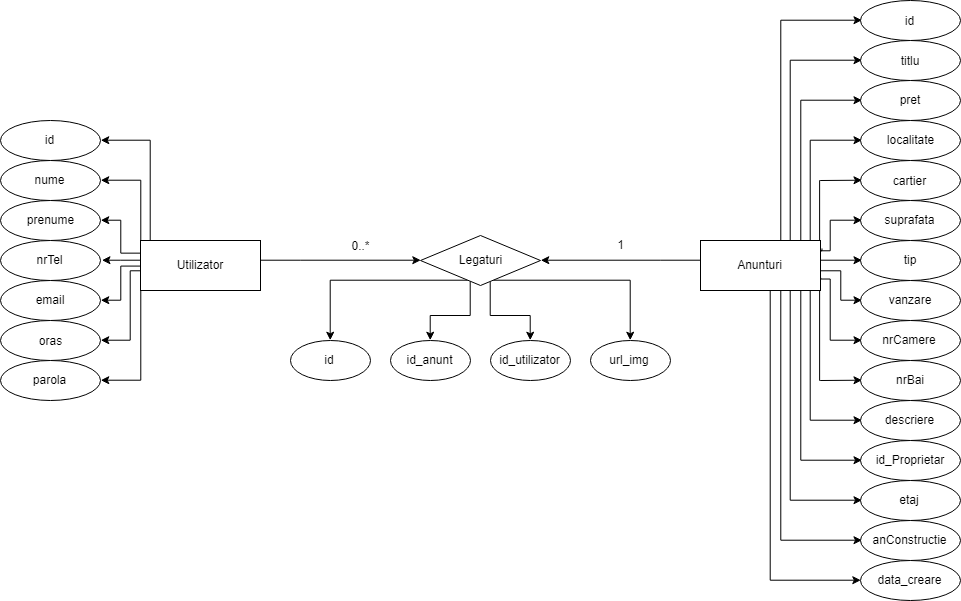 id
nume
prenume
nrTel
email
oras
parola
Utilizator
0..*
Legaturi
1
id
id_anunt
id_utilizator
url_img
Anunturi
id
titlu
pret
localitate
cartier
suprafata
tip
vanzare
nrCamere
nrBai
descriere
id_Proprietar
etaj
anConstructie
data_creare